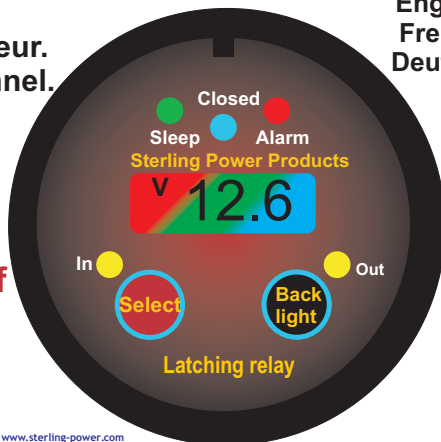 Eng
Fre
Deu
eur.
nnel.
Closed
Sleep
Alarm
Sterling Power Products
V 12.6
In
Out
f
Select
Back
light
Latching relay
www.sterling-power.com